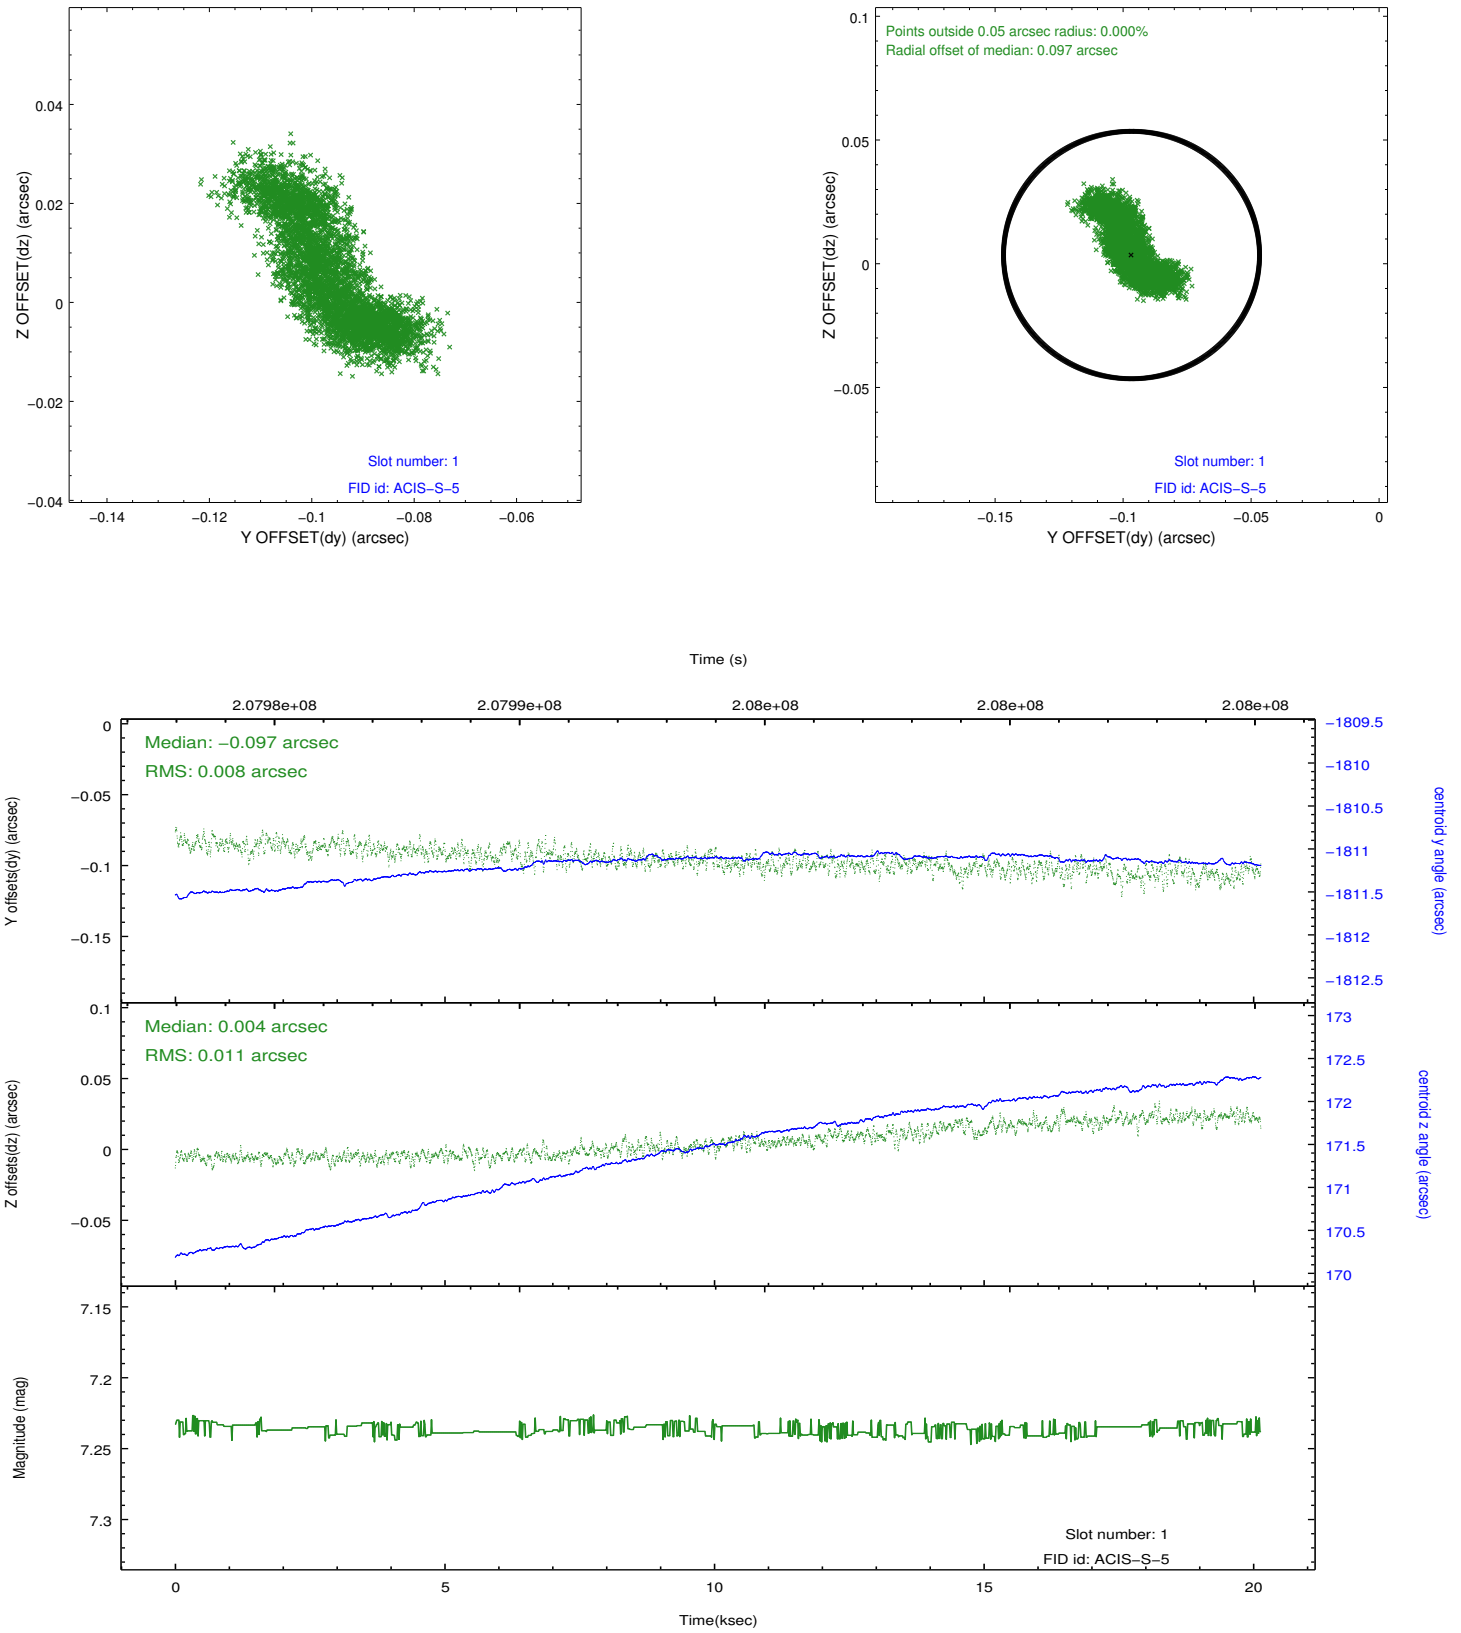 0.04
0.02
0
−0.02
−0.04
Z OFFSET(dz) (arcsec)
Slot number: 1
FID id: ACIS−S−5
−0.14
−0.12
−0.1
−0.08
−0.06
Y OFFSET(dy) (arcsec)
Points outside 0.05 arcsec radius: 0.000%
Radial offset of median: 0.097 arcsec
0.1
0.05
0
−0.05
Z OFFSET(dz) (arcsec)
Slot number: 1
FID id: ACIS−S−5
−0.15
−0.1
−0.05
0
Y OFFSET(dy) (arcsec)
Time (s)
2.0798e+08
2.0799e+08
2.08e+08
2.08e+08
2.08e+08
Median: −0.097 arcsec
RMS: 0.008 arcsec
0
−0.05
−0.1
−0.15
Y offsets(dy) (arcsec)
−1809.5
−1810
−1810.5
−1811
−1811.5
−1812
−1812.5
centroid y angle (arcsec)
Median: 0.004 arcsec
RMS: 0.011 arcsec
0.1
0.05
0
−0.05
Z offsets(dz) (arcsec)
173
172.5
172
171.5
171
170.5
170
centroid z angle (arcsec)
7.15
7.2
7.25
7.3
Magnitude (mag)
Slot number: 1
FID id: ACIS−S−5
0
5
10
15
20
Time(ksec)